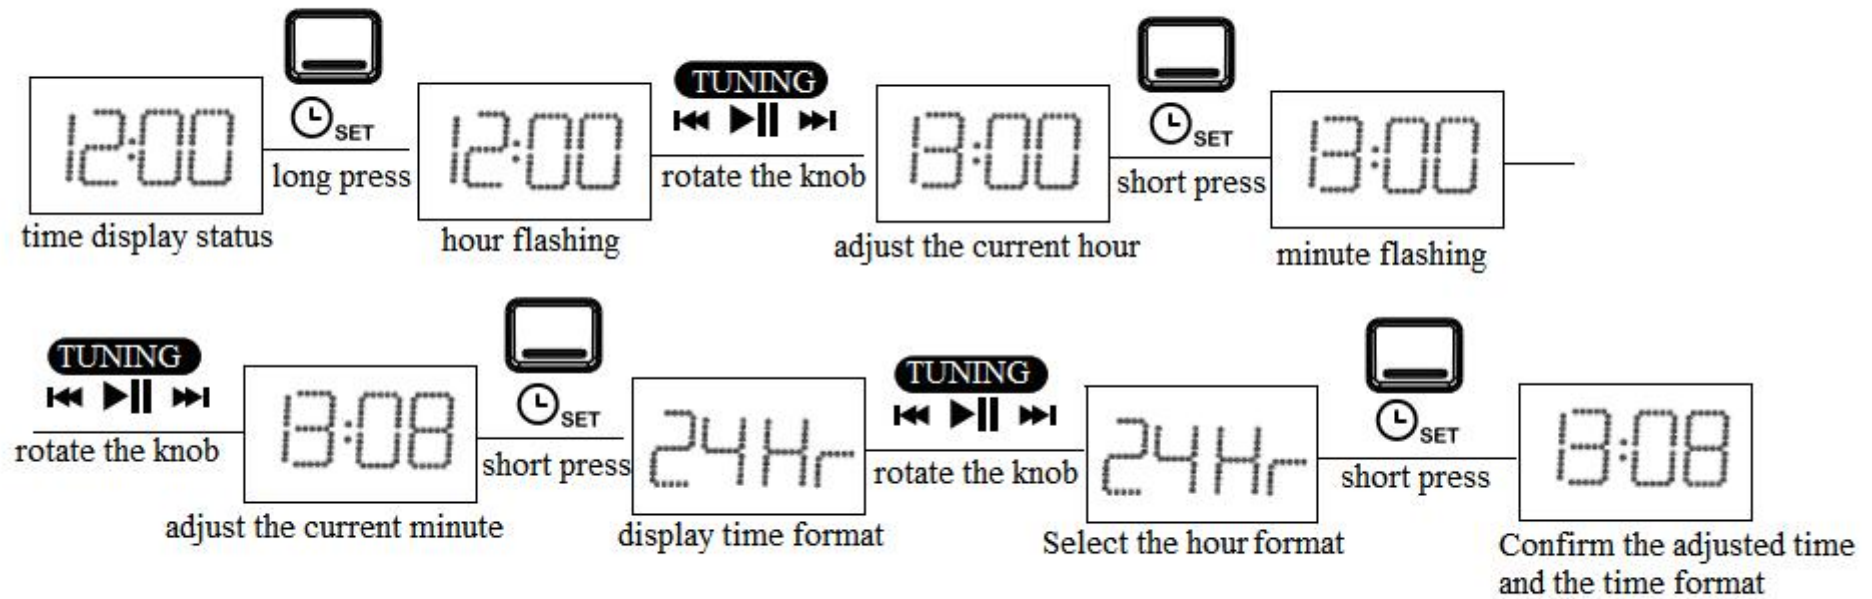 12:00
SET
long press
time display status
12:00
hour flashing
TUNING
rotate the knob
13:00
adjust the current hour
SET
short press
13:00
minute flashing
TUNING
rotate the knob
13:08
adjust the current minute
SET
short press
24Hr
display time format
TUNING
rotate the knob
24Hr
Select the hour format
SET
short press
13:08
Confirm the adjusted time
and the time format